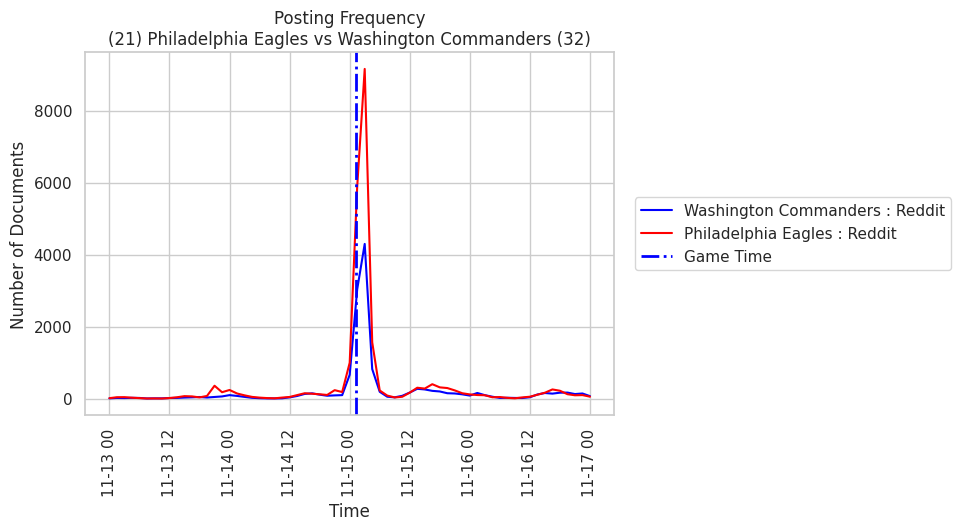 Posting Frequency
(21) Philadelphia Eagles vs Washington Commanders (32)
Number of Documents
8000
6000
4000
2000
0
11-13 00
11-13 12
11-14 00
11-14 12
11-15 00
11-15 12
11-16 00
11-16 12
11-17 00
Time
Washington Commanders : Reddit
Philadelphia Eagles : Reddit
Game Time